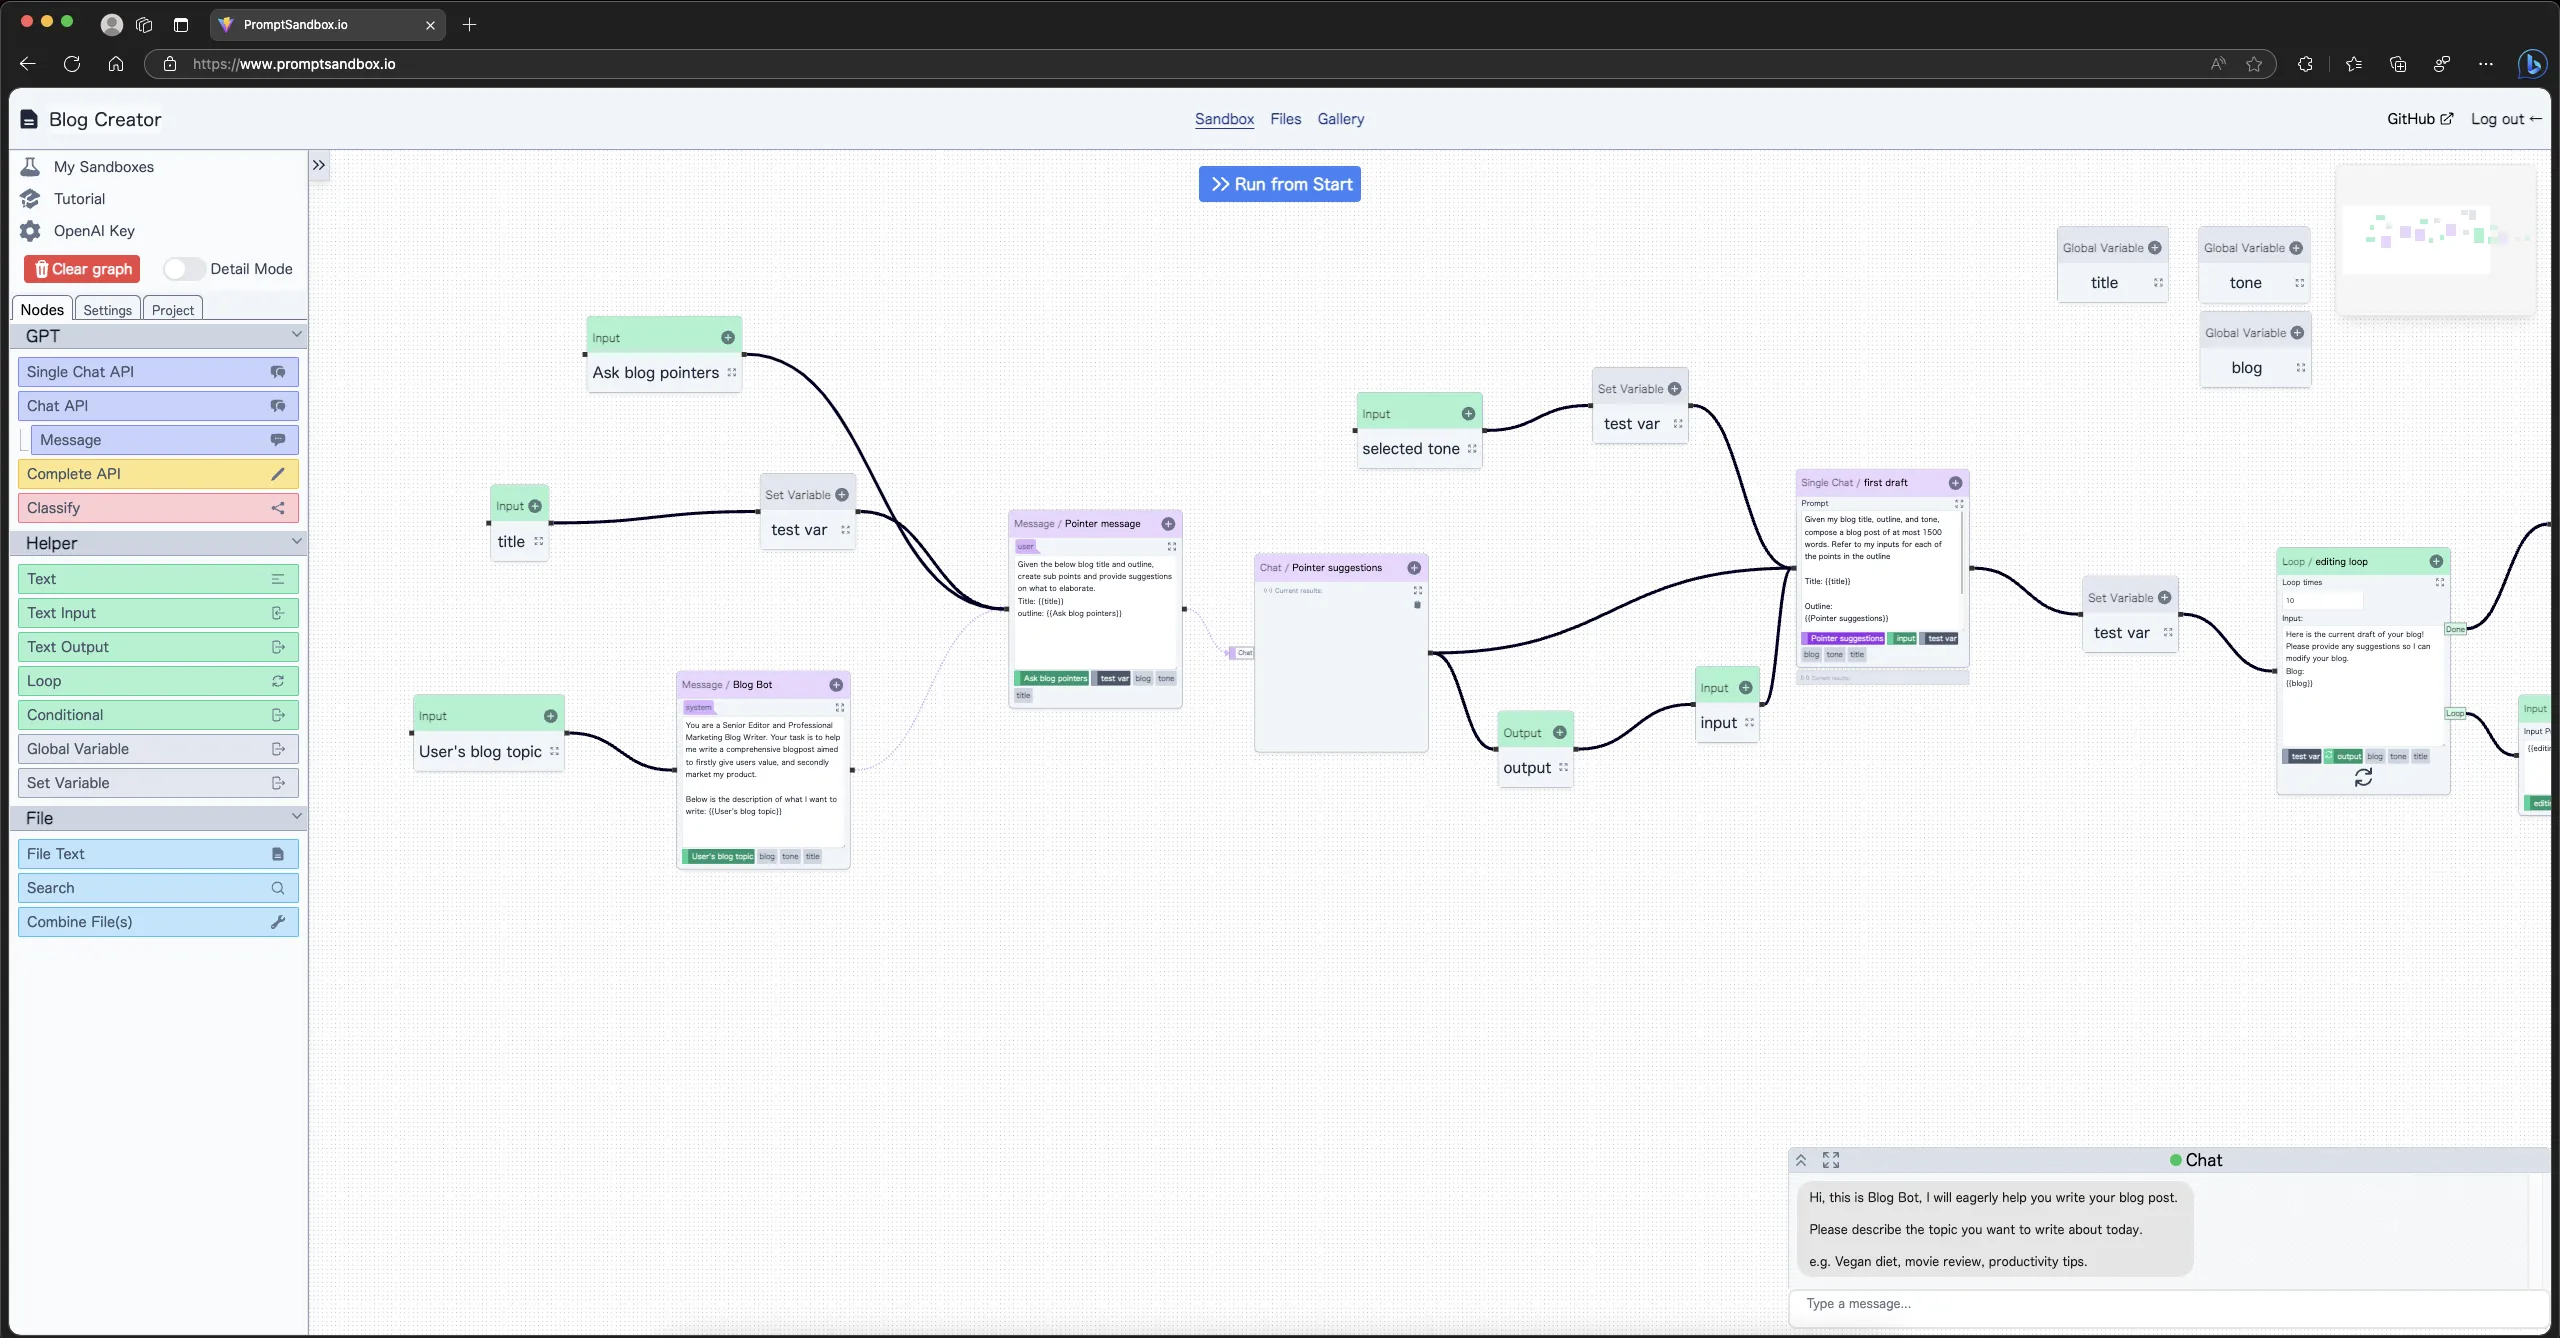 PromptSandbox.io
https://www.promptsandbox.io
Blog Creator
Sandbox Files Gallery
GitHub
Log out
My Sandboxes
Tutorial
OpenAI Key
Clear graph
Detail Mode
Nodes Settings Project
GPT
Single Chat API
Chat API
Message
Complete API
Classify
Helper
Text
Text Input
Text Output
Loop
Conditional
Global Variable
Set Variable
File
File Text
Search
Combine File(s)
Run from Start
Input
Ask blog pointers
Input
title
Set Variable
test var
Input
User's blog topic
Message / Blog Bot
system
You are a Senior Editor and Professional
Marketing Blog Writer. Your task is to help
me write a comprehensive blogpost aimed
to firstly give users value, and secondly
market my product.
Below is the description of what I want to
write: {{User's blog topic}}
User's blog topic blog tone title
Message / Pointer message
user
Given the below blog title and outline,
create sub points and provide suggestions
on what to elaborate.
Title: {{title}}
outline: {{Ask blog pointers}}
Ask blog pointers test var blog tone
title
Chat
Chat / Pointer suggestions
Current results:
Input
selected tone
Set Variable
test var
Output
output
Input
input
Single Chat / first draft
Prompt
Given my blog title, outline, and tone,
compose a blog post of at most 1500
words. Refer to my inputs for each of
the points in the outline
Title: {{title}}
Outline:
{{Pointer suggestions}}
Pointer suggestions input test var
blog tone title
Current results:
Global Variable
title
Global Variable
tone
Global Variable
blog
Set Variable
test var
Loop / editing loop
Loop times
10
Input:
Here is the current draft of your blog!
Please provide any suggestions so I can
modify your blog.
Blog:
{{blog}}
test var output blog tone title
Done
Loop
Input
Input P
{{editin
editi
Chat
Hi, this is Blog Bot, I will eagerly help you write your blog post.
Please describe the topic you want to write about today.
e.g. Vegan diet, movie review, productivity tips.
Type a message...